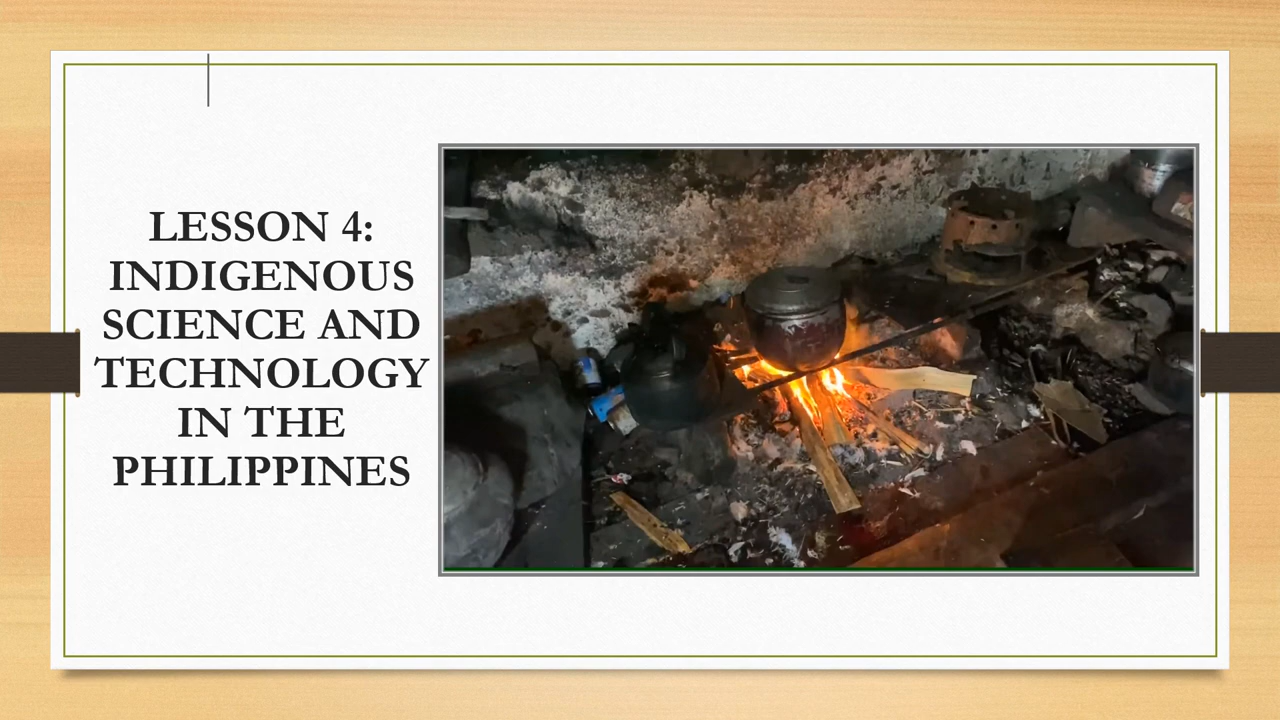 LESSON 4:
INDIGENOUS
SCIENCE AND
TECHNOLOGY
IN THE
PHILIPPINES